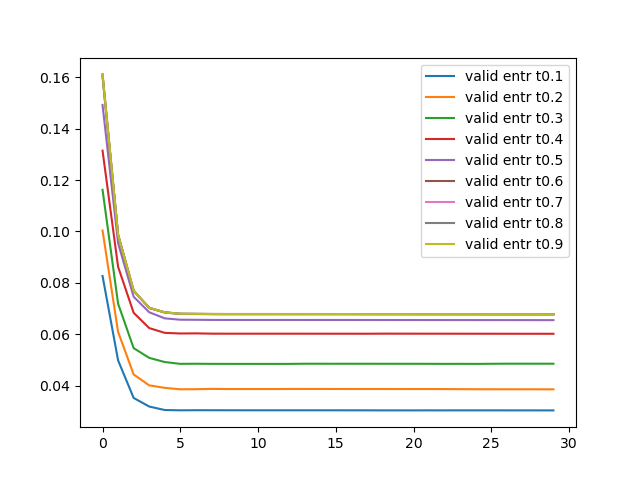 0.16
0.14
0.12
0.10
0.08
0.06
0.04
0
5
10
15
20
25
30
valid entr t0.1
valid entr t0.2
valid entr t0.3
valid entr t0.4
valid entr t0.5
valid entr t0.6
valid entr t0.7
valid entr t0.8
valid entr t0.9